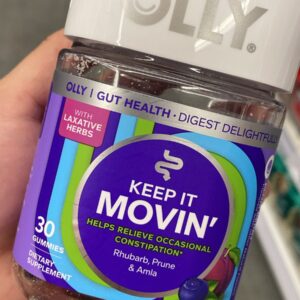 OLLY.
OLLY | GUT HEALTH · DIGEST DELIGHTFULLY
WITH
LAXATIVE
HERBS
KEEP IT
MOVIN'
HELPS RELIEVE OCCASIONAL
CONSTIPATION*
Rhubarb, Prune
& Amla
30
GUMMIES
DIETARY
SUPPLEMENT